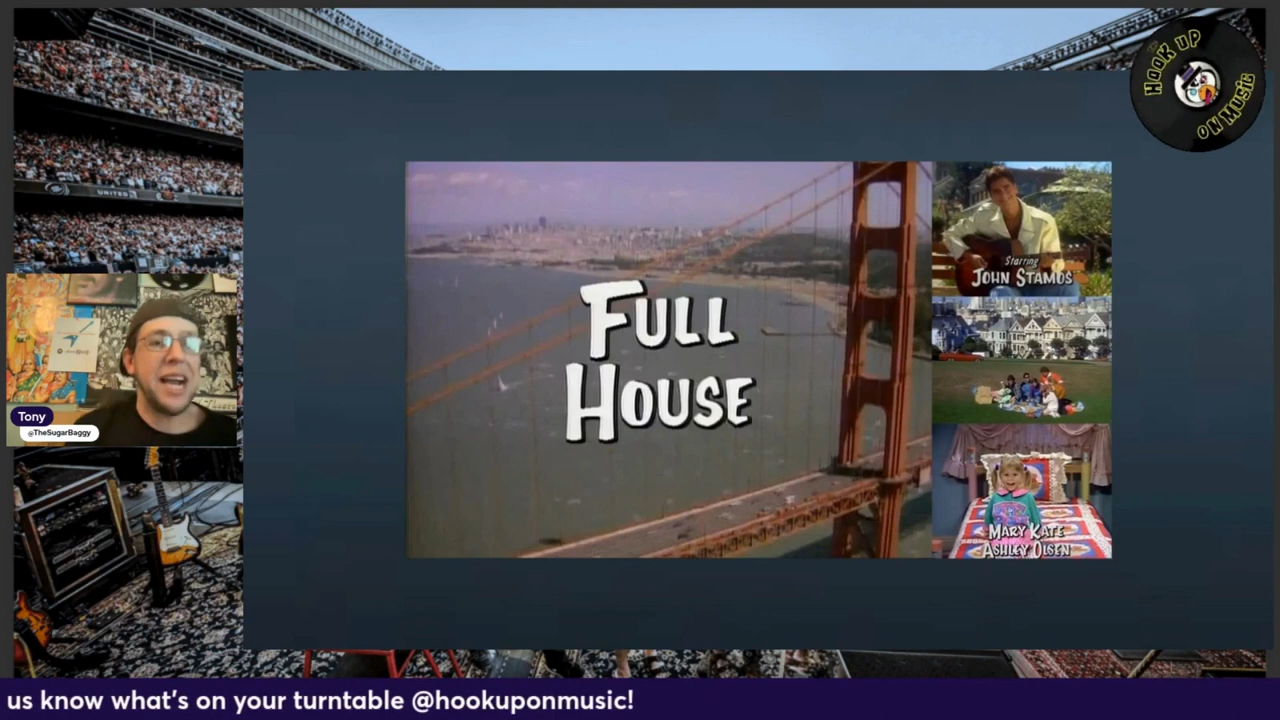 HOOK UP
ON MUSIC
UNITED
FULL
HOUSE
Starring
JOHN STAMOS
MARY KATE
ASHLEY OLSEN
Tony
@TheSugarBaggy
us know what's on your turntable @hookuponmusic!